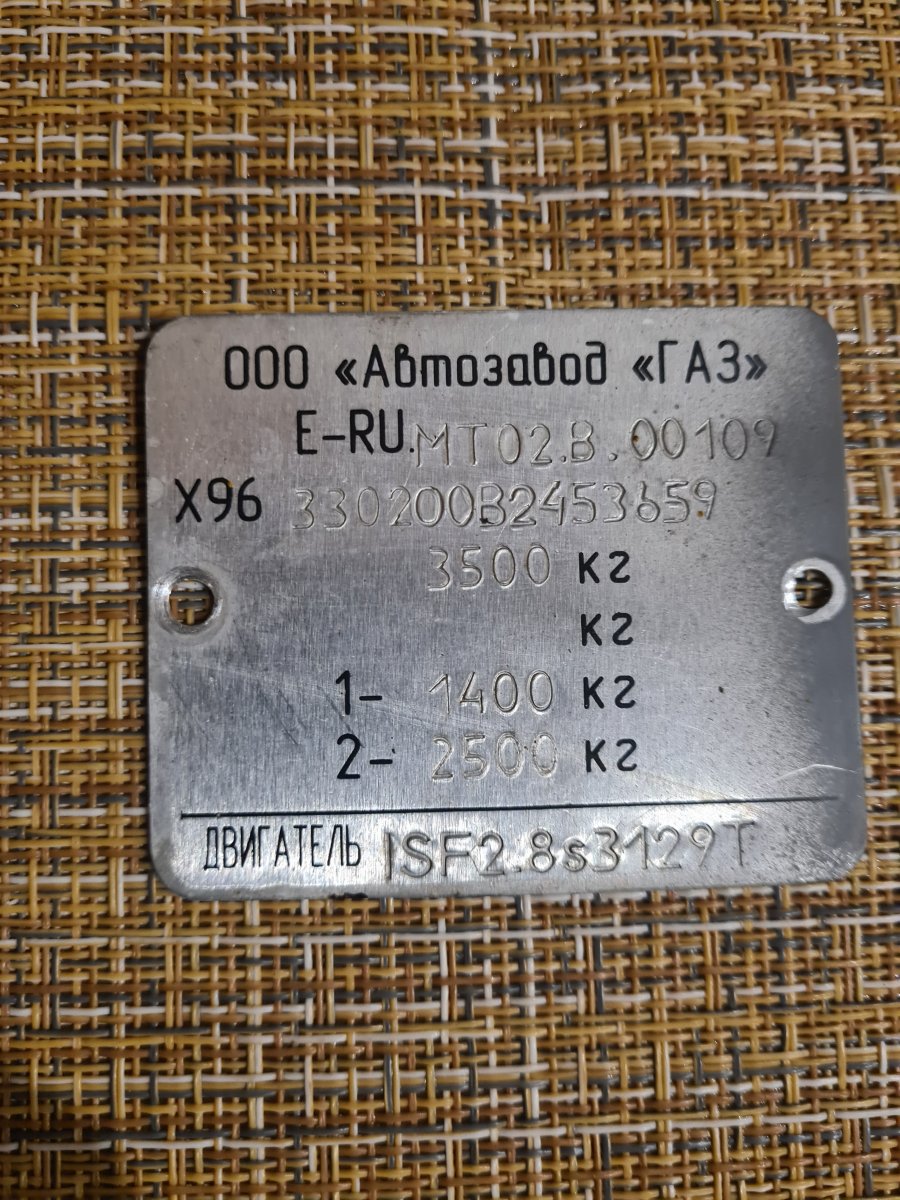 ООО «Автозавод «ГАЗ»
E-RU.MT02.B.00109
X96 330200B2453659
3500 кг
кг
1- 1400 кг
2- 2500 кг
ДВИГАТЕЛЬ ISF2.8s3129T